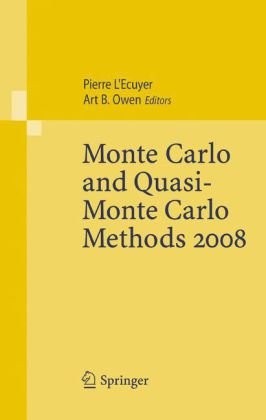 Pierre L'Ecuyer
Art B. Owen Editors
Monte Carlo
and Quasi-
Monte Carlo
Methods 2008
Springer